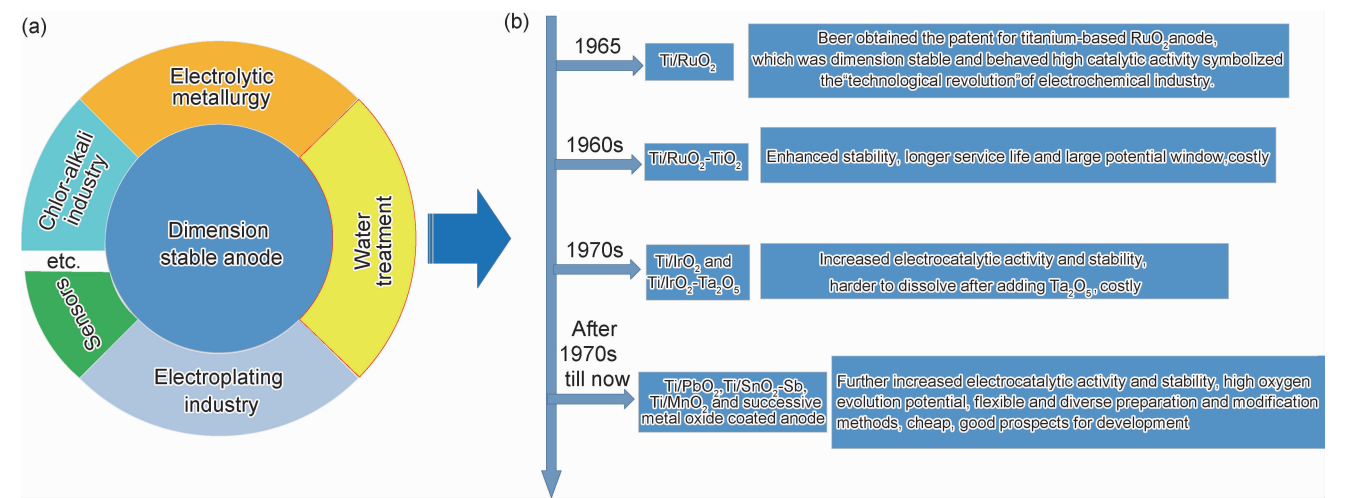 (a)
Electrolytic
metallurgy
Chlor-alkali
industry
etc.
Sensors
Dimension
stable anode
Water
treatment
Electroplating
industry
(b)
1965
Ti/RuO₂
Beer obtained the patent for titanium-based RuO₂anode,
which was dimension stable and behaved high catalytic activity symbolized
the“technological revolution”of electrochemical industry.
1960s
Ti/RuO₂-TiO₂
Enhanced stability, longer service life and large potential window,costly
1970s
Ti/IrO₂ and
Ti/IrO₂-Ta₂O₅
Increased electrocatalytic activity and stability,
harder to dissolve after adding Ta₂O₅, costly
After
1970s
till now
Ti/PbO₂,Ti/SnO₂-Sb,
Ti/MnO₂ and successive
metal oxide coated anode
Further increased electrocatalytic activity and stability, high oxygen
evolution potential, flexible and diverse preparation and modification
methods, cheap, good prospects for development